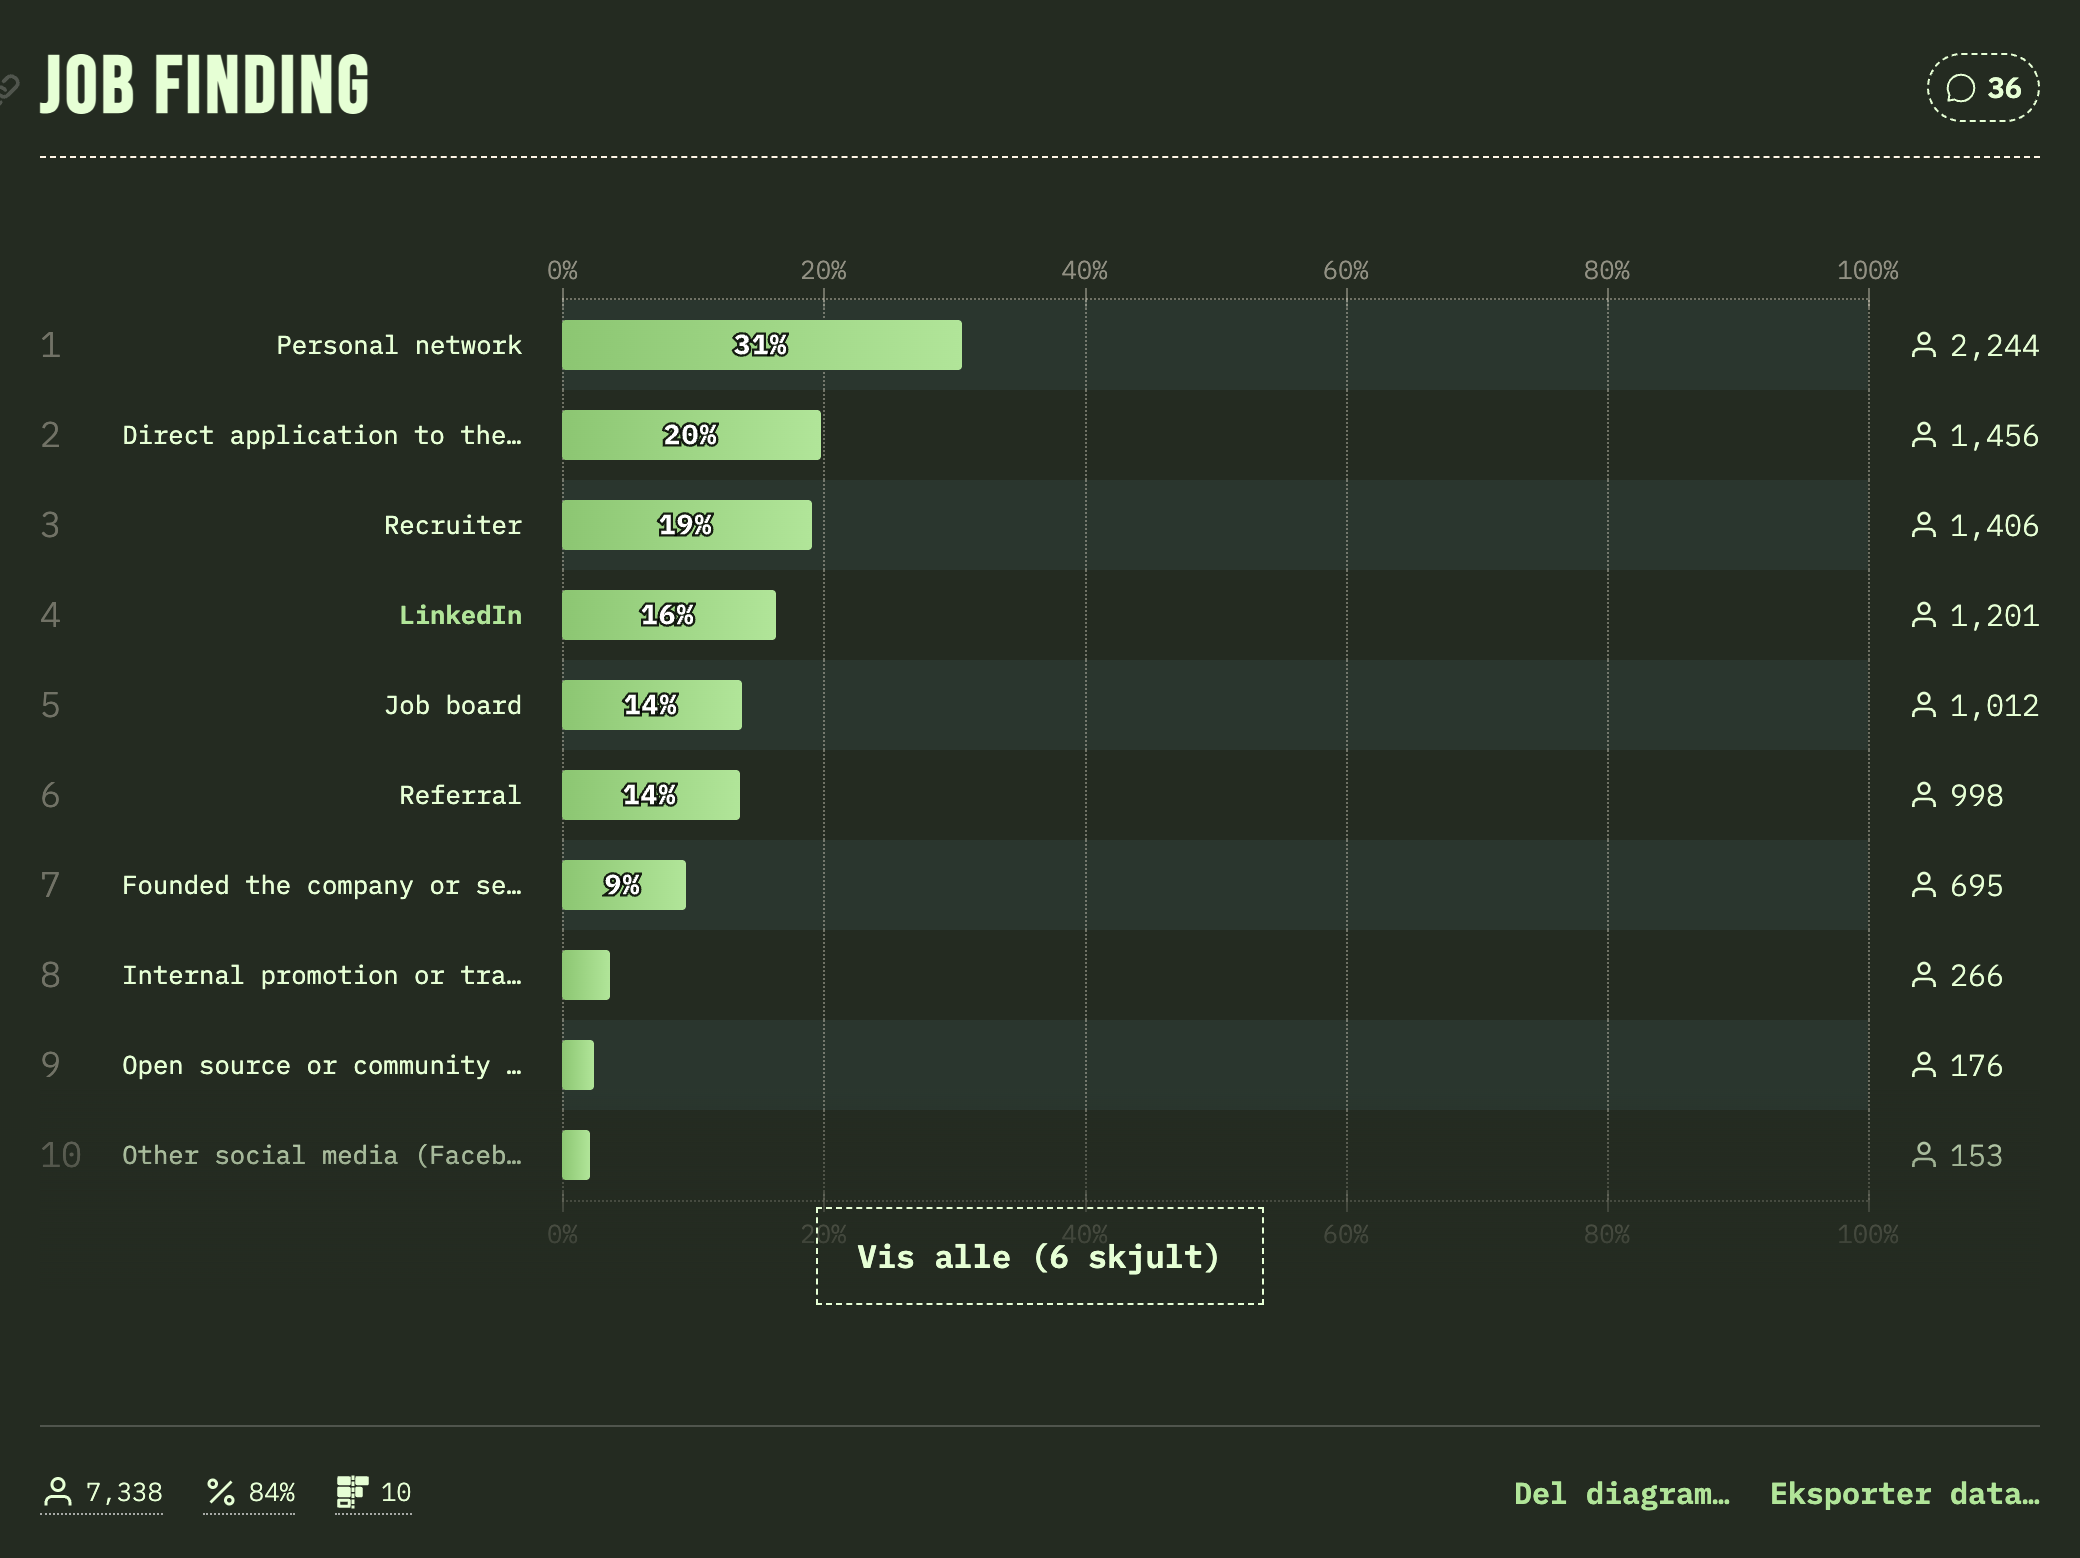 JOB FINDING
36
0% 20% 40% 60% 80% 100%
1 Personal network 31% 2,244
2 Direct application to the… 20% 1,456
3 Recruiter 19% 1,406
4 LinkedIn 16% 1,201
5 Job board 14% 1,012
6 Referral 14% 998
7 Founded the company or se… 9% 695
8 Internal promotion or tra… 266
9 Open source or community … 176
10 Other social media (Faceb… 153
0% 20% 40% 60% 80% 100%
Vis alle (6 skjult)
7,338 84% 10 Del diagram… Eksporter data…